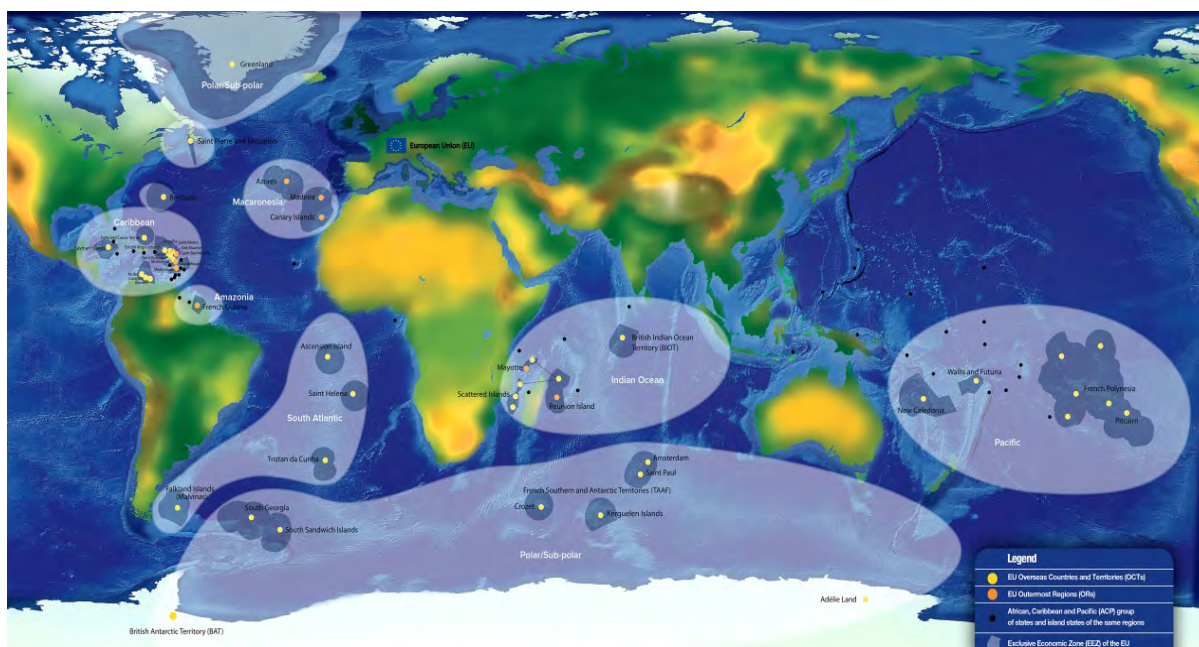 Greenland
Polar/Sub-polar
Saint Pierre and Miquelon
European Union (EU)
Azores
Madeira
Macaronesia
Bermuda
Canary Islands
Caribbean
Amazonia
French Guiana
Ascension Island
Saint Helena
South Atlantic
Tristan da Cunha
Falkland Islands
(Malvinas)
South Georgia
South Sandwich Islands
British Indian Ocean
Territory (BIOT)
Mayotte
Indian Ocean
Scattered Islands
Reunion Island
Wallis and Futuna
French Polynesia
New Caledonia
Pitcairn
Pacific
Amsterdam
Saint Paul
French Southern and Antarctic Territories (TAAF)
Crozet
Kerguelen Islands
Polar/Sub-polar
Adélie Land
British Antarctic Territory (BAT)
Legend
EU Overseas Countries and Territories (OCTs)
EU Outermost Regions (ORs)
African, Caribbean and Pacific (ACP) group
of states and island states of the same regions
Exclusive Economic Zone (EEZ) of the EU